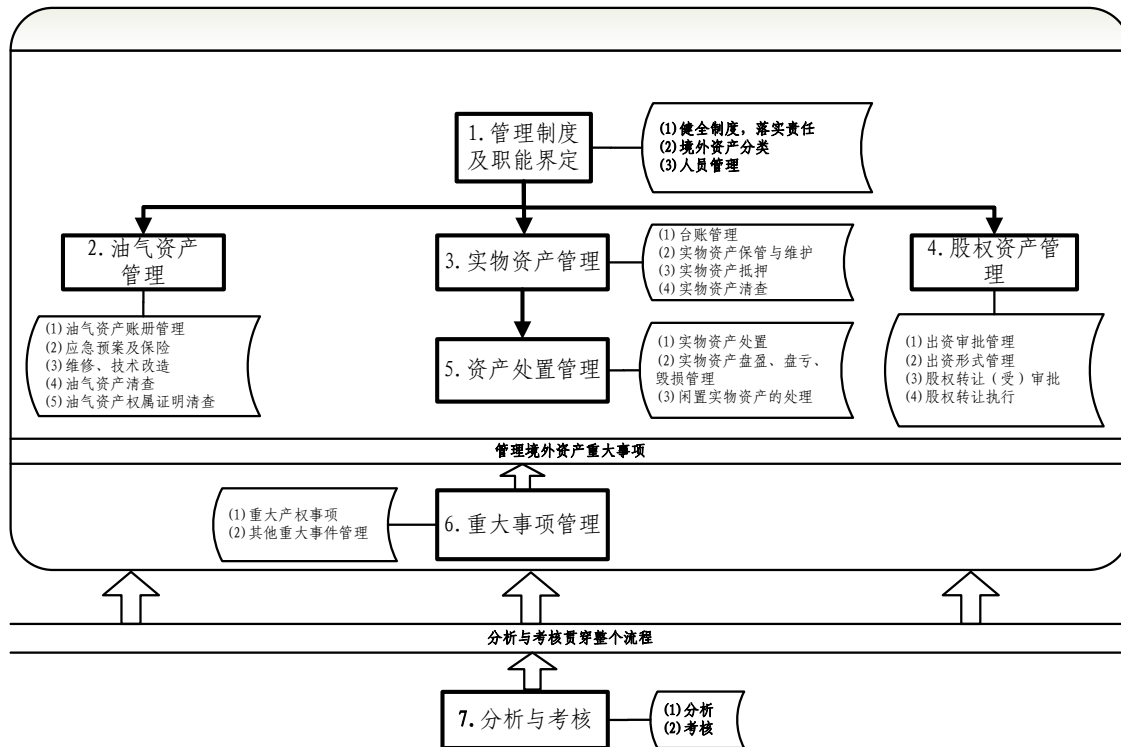 1. 管理制度
及职能界定
(1) 健全制度，落实责任
(2) 境外资产分类
(3) 人员管理
2. 油气资产
管理
(1) 油气资产账册管理
(2) 应急预案及保险
(3) 维修、技术改造
(4) 油气资产清查
(5) 油气资产权属证明清查
3. 实物资产管理
(1) 台账管理
(2) 实物资产保管与维护
(3) 实物资产抵押
(4) 实物资产清查
4. 股权资产管
理
(1) 出资审批管理
(2) 出资形式管理
(3) 股权转让（受）审批
(4) 股权转让执行
5. 资产处置管理
(1) 实物资产处置
(2) 实物资产盘盈、盘亏、
毁损管理
(3) 闲置实物资产的处理
管理境外资产重大事项
(1) 重大产权事项
(2) 其他重大事件管理
6. 重大事项管理
分析与考核贯穿整个流程
7. 分析与考核
(1) 分析
(2) 考核